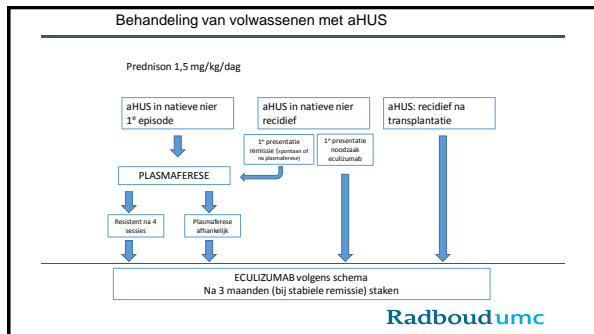 Behandeling van volwassenen met aHUS
Prednison 1,5 mg/kg/dag
aHUS in natieve nier
1e episode
aHUS in natieve nier
recidief
aHUS: recidief na
transplantatie
1e presentatie
remissie (spontaan of
na plasmaferese)
1e presentatie
noodzaak
eculizumab
PLASMAFERESE
Resistent na 4
sessies
Plasmaferese
afhankelijk
ECULIZUMAB volgens schema
Na 3 maanden (bij stabiele remissie) staken
Radboudumc